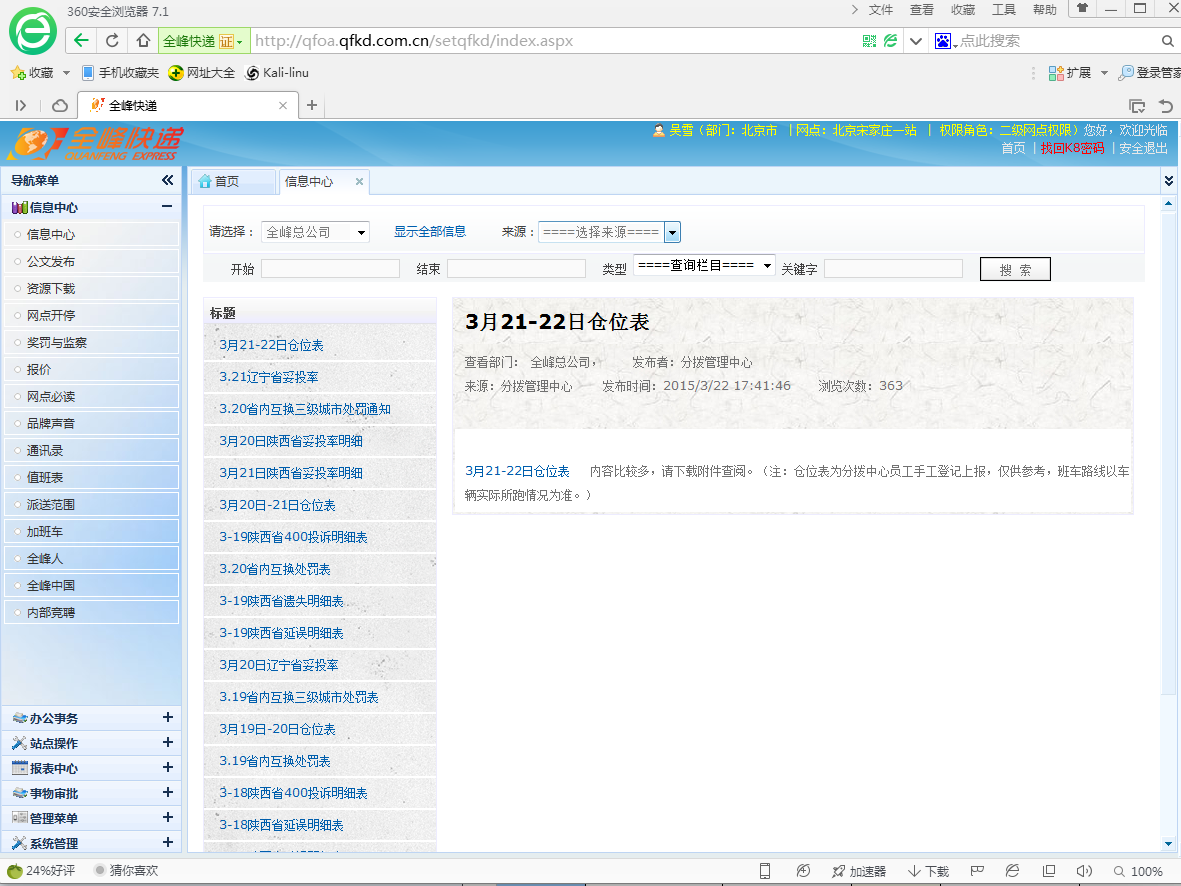 360安全浏览器 7.1
文件 查看 收藏 工具 帮助
全峰快递 证 http://qfoa.qfkd.com.cn/setqfkd/index.aspx 点此搜索
收藏 手机收藏夹 网址大全 Kali-linu 扩展 登录管家
全峰快递
全峰快递
QUANFENG EXPRESS
吴雪（部门：北京市 | 网点：北京宋家庄一站 | 权限角色：二级网点权限）您好，欢迎光临
首页 | 找回K8密码 | 安全退出
导航菜单
首页 信息中心
信息中心
信息中心
公文发布
资源下载
网点开停
奖罚与监察
报价
网点必读
品牌声音
通讯录
值班表
派送范围
加班车
全峰人
全峰中国
内部竞聘
办公事务
站点操作
报表中心
事物审批
管理菜单
系统管理
请选择： 全峰总公司 显示全部信息 来源： ====选择来源====
开始 结束 类型 ====查询栏目==== 关键字 搜 索
标题
3月21-22日仓位表
3.21辽宁省妥投率
3.20省内互换三级城市处罚通知
3月20日陕西省妥投率明细
3月21日陕西省妥投率明细
3月20日-21日仓位表
3-19陕西省400投诉明细表
3.20省内互换处罚表
3-19陕西省遗失明细表
3-19陕西省延误明细表
3月20日辽宁省妥投率
3.19省内互换三级城市处罚表
3月19日-20日仓位表
3.19省内互换处罚表
3-18陕西省400投诉明细表
3-18陕西省延误明细表
3月21-22日仓位表
查看部门： 全峰总公司， 发布者：分拨管理中心
来源：分拨管理中心 发布时间：2015/3/22 17:41:46 浏览次数：363
3月21-22日仓位表 内容比较多，请下载附件查阅。（注：仓位表为分拨中心员工手工登记上报，仅供参考，班车路线以车
辆实际所跑情况为准。）
24%好评 猜你喜欢 加速器 下载 100%